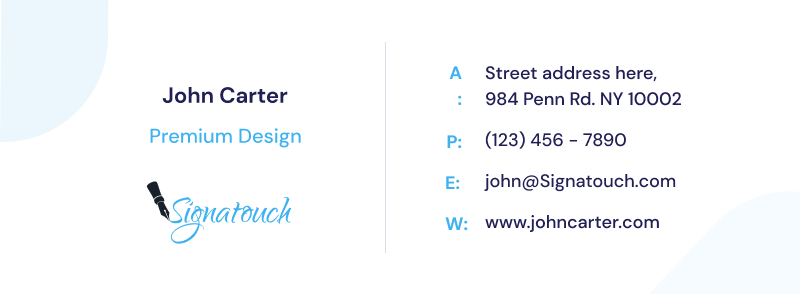 John Carter
Premium Design
Signatouch
A
:
Street address here,
984 Penn Rd. NY 10002
P: (123) 456 - 7890
E: john@Signatouch.com
W: www.johncarter.com